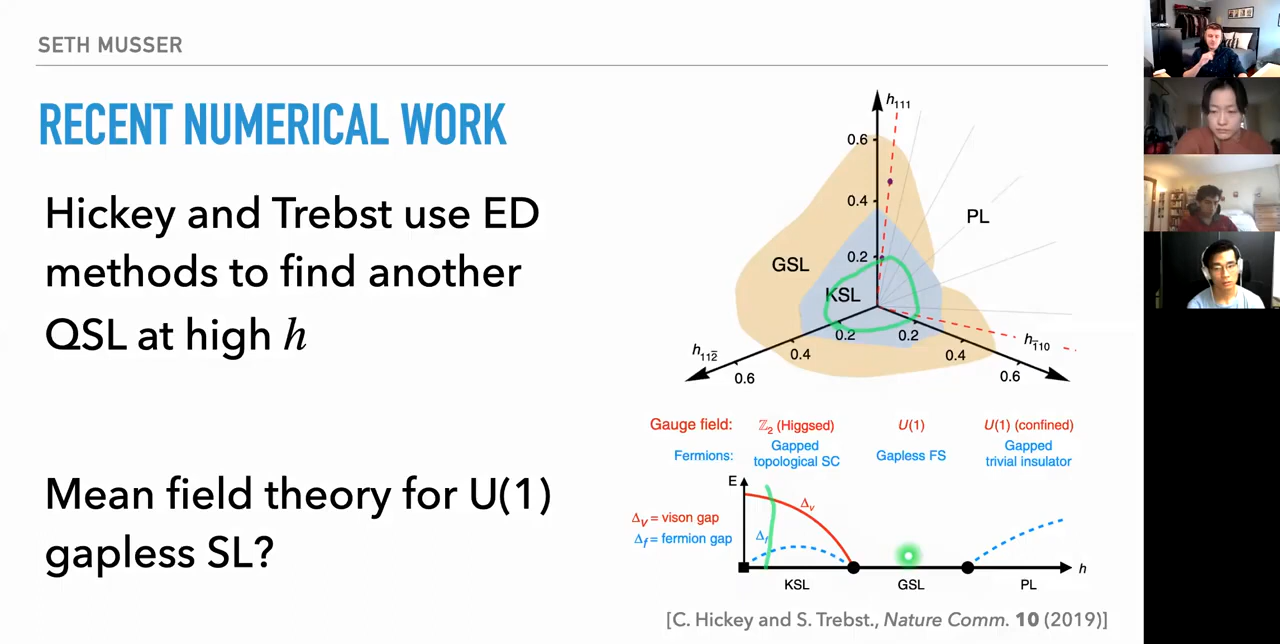 SETH MUSSER
RECENT NUMERICAL WORK
Hickey and Trebst use ED
methods to find another
QSL at high h
Mean field theory for U(1)
gapless SL?
h₁₁₁
0.6
0.4
PL
GSL
0.2
KSL
0.2
0.2
h₁₁₂̅
0.4
0.4
h₁̅₁₀
0.6
0.6
Gauge field: ℤ₂ (Higgsed) U(1) U(1) (confined)
Fermions: Gapped topological SC Gapless FS Gapped trivial insulator
E
Δᵥ
Δᵥ = vison gap
Δf = fermion gap
Δf
h
KSL GSL PL
[C. Hickey and S. Trebst., Nature Comm. 10 (2019)]